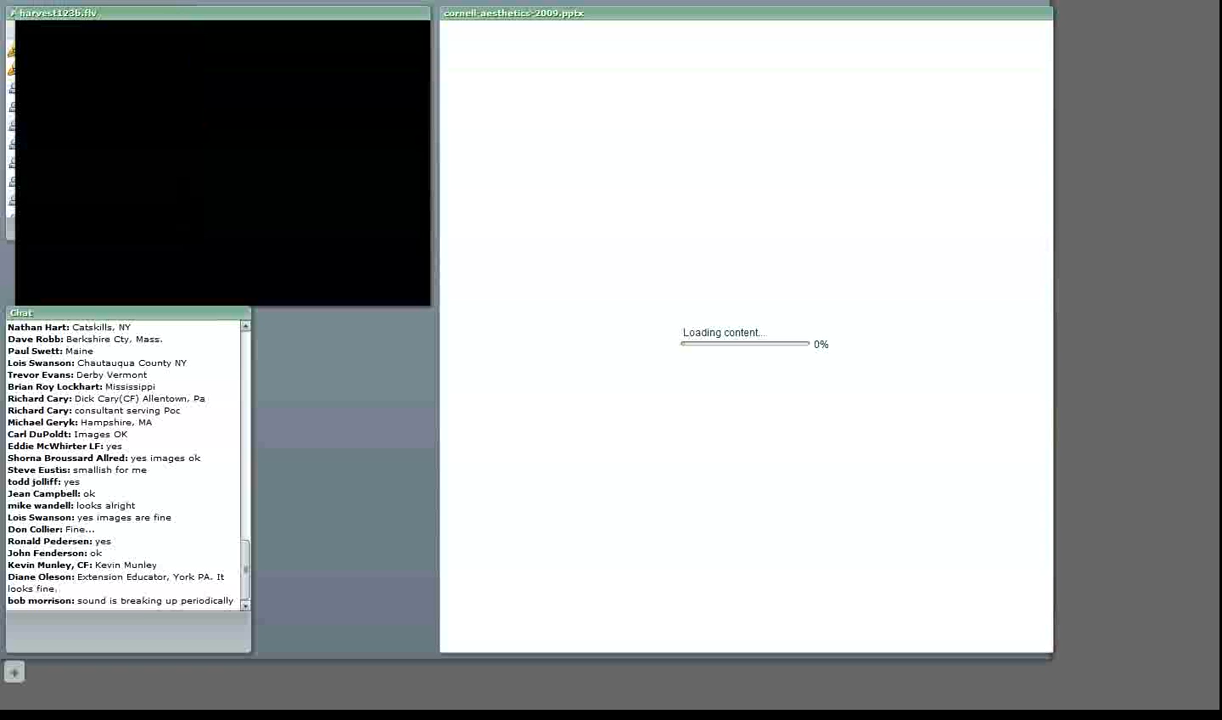 harvest1236.flv
cornell-aesthetics-2009.pptx
Loading content...
0%
Chat
Nathan Hart: Catskills, NY
Dave Robb: Berkshire Cty, Mass.
Paul Swett: Maine
Lois Swanson: Chautauqua County NY
Trevor Evans: Derby Vermont
Brian Roy Lockhart: Mississippi
Richard Cary: Dick Cary(CF) Allentown, Pa
Richard Cary: consultant serving Poc
Michael Geryk: Hampshire, MA
Carl DuPoldt: Images OK
Eddie McWhirter LF: yes
Shorna Broussard Allred: yes images ok
Steve Eustis: smallish for me
todd jolliff: yes
Jean Campbell: ok
mike wandell: looks alright
Lois Swanson: yes images are fine
Don Collier: Fine...
Ronald Pedersen: yes
John Fenderson: ok
Kevin Munley, CF: Kevin Munley
Diane Oleson: Extension Educator, York PA. It
looks fine.
bob morrison: sound is breaking up periodically